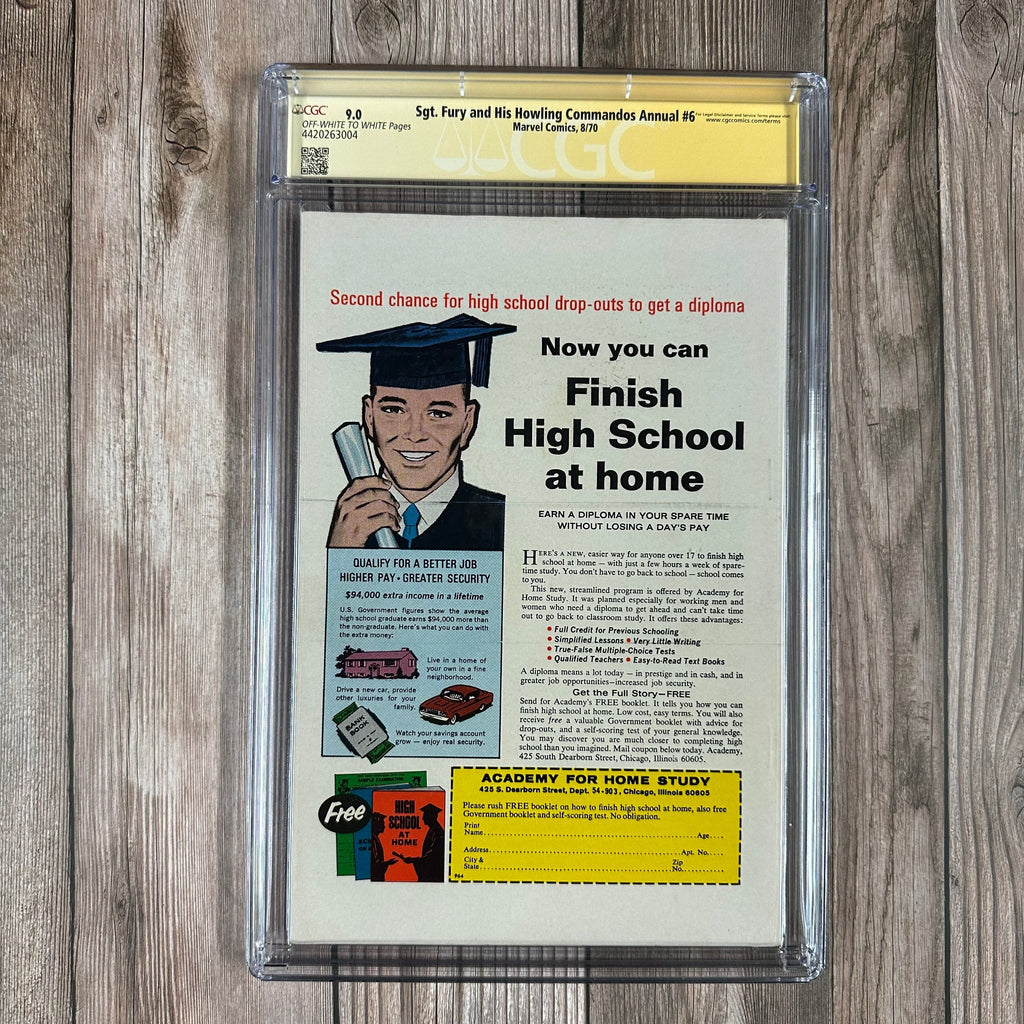 CGC 9.0 Sgt. Fury and His Howling Commandos Annual #6 For Legal Disclaimer and Service Terms please visit
OFF-WHITE TO WHITE Pages Marvel Comics, 8/70 www.cgccomics.com/terms
4420263004
CGC
Second chance for high school drop-outs to get a diploma
Now you can
Finish
High School
at home
EARN A DIPLOMA IN YOUR SPARE TIME
WITHOUT LOSING A DAY'S PAY
QUALIFY FOR A BETTER JOB
HIGHER PAY • GREATER SECURITY
$94,000 extra income in a lifetime
U.S. Government figures show the average
high school graduate earns $94,000 more than
the non-graduate. Here's what you can do with
the extra money:
Live in a home of
your own in a fine
neighborhood.
Drive a new car, provide
other luxuries for your
family.
BANK
BOOK
Watch your savings account
grow — enjoy real security.
HERE'S A NEW, easier way for anyone over 17 to finish high
school at home — with just a few hours a week of spare-
time study. You don't have to go back to school — school comes
to you.
This new, streamlined program is offered by Academy for
Home Study. It was planned especially for working men and
women who need a diploma to get ahead and can't take time
out to go back to classroom study. It offers these advantages:
• Full Credit for Previous Schooling
• Simplified Lessons • Very Little Writing
• True-False Multiple-Choice Tests
• Qualified Teachers • Easy-to-Read Text Books
A diploma means a lot today — in prestige and in cash, and in
greater job opportunities—increased job security.
Get the Full Story—FREE
Send for Academy's FREE booklet. It tells you how you can
finish high school at home. Low cost, easy terms. You will also
receive free a valuable Government booklet with advice for
drop-outs, and a self-scoring test of your general knowledge.
You may discover you are much closer to completing high
school than you imagined. Mail coupon below today. Academy,
425 South Dearborn Street, Chicago, Illinois 60605.
Free
SAMPLE EXAMINATION
HIGH
SCHOOL
AT
HOME
ACADEMY FOR HOME STUDY
425 S. Dearborn Street, Dept. 54-903, Chicago, Illinois 60605
Please rush FREE booklet on how to finish high school at home, also free
Government booklet and self-scoring test. No obligation.
Print
Name Age
Address Apt. No.
City & Zip
State No.
964